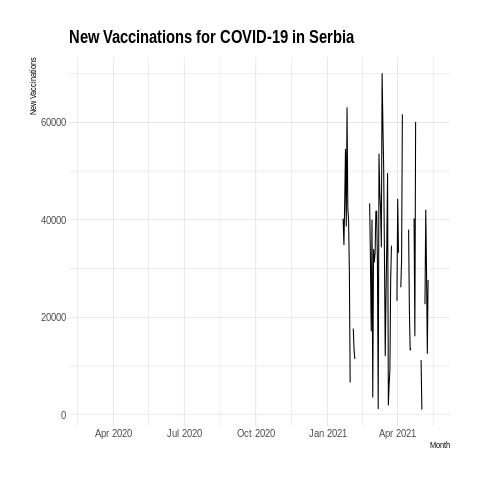 New Vaccinations for COVID-19 in Serbia
New Vaccinations
60000
40000
20000
0
Apr 2020 Jul 2020 Oct 2020 Jan 2021 Apr 2021
Month